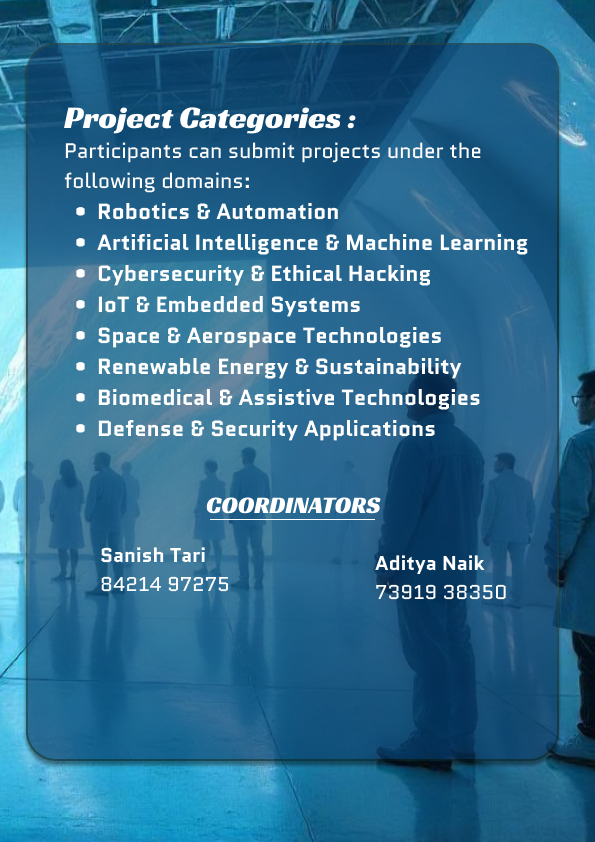 Project Categories :
Participants can submit projects under the
following domains:
• Robotics & Automation
• Artificial Intelligence & Machine Learning
• Cybersecurity & Ethical Hacking
• IoT & Embedded Systems
• Space & Aerospace Technologies
• Renewable Energy & Sustainability
• Biomedical & Assistive Technologies
• Defense & Security Applications
COORDINATORS
Sanish Tari
84214 97275
Aditya Naik
73919 38350